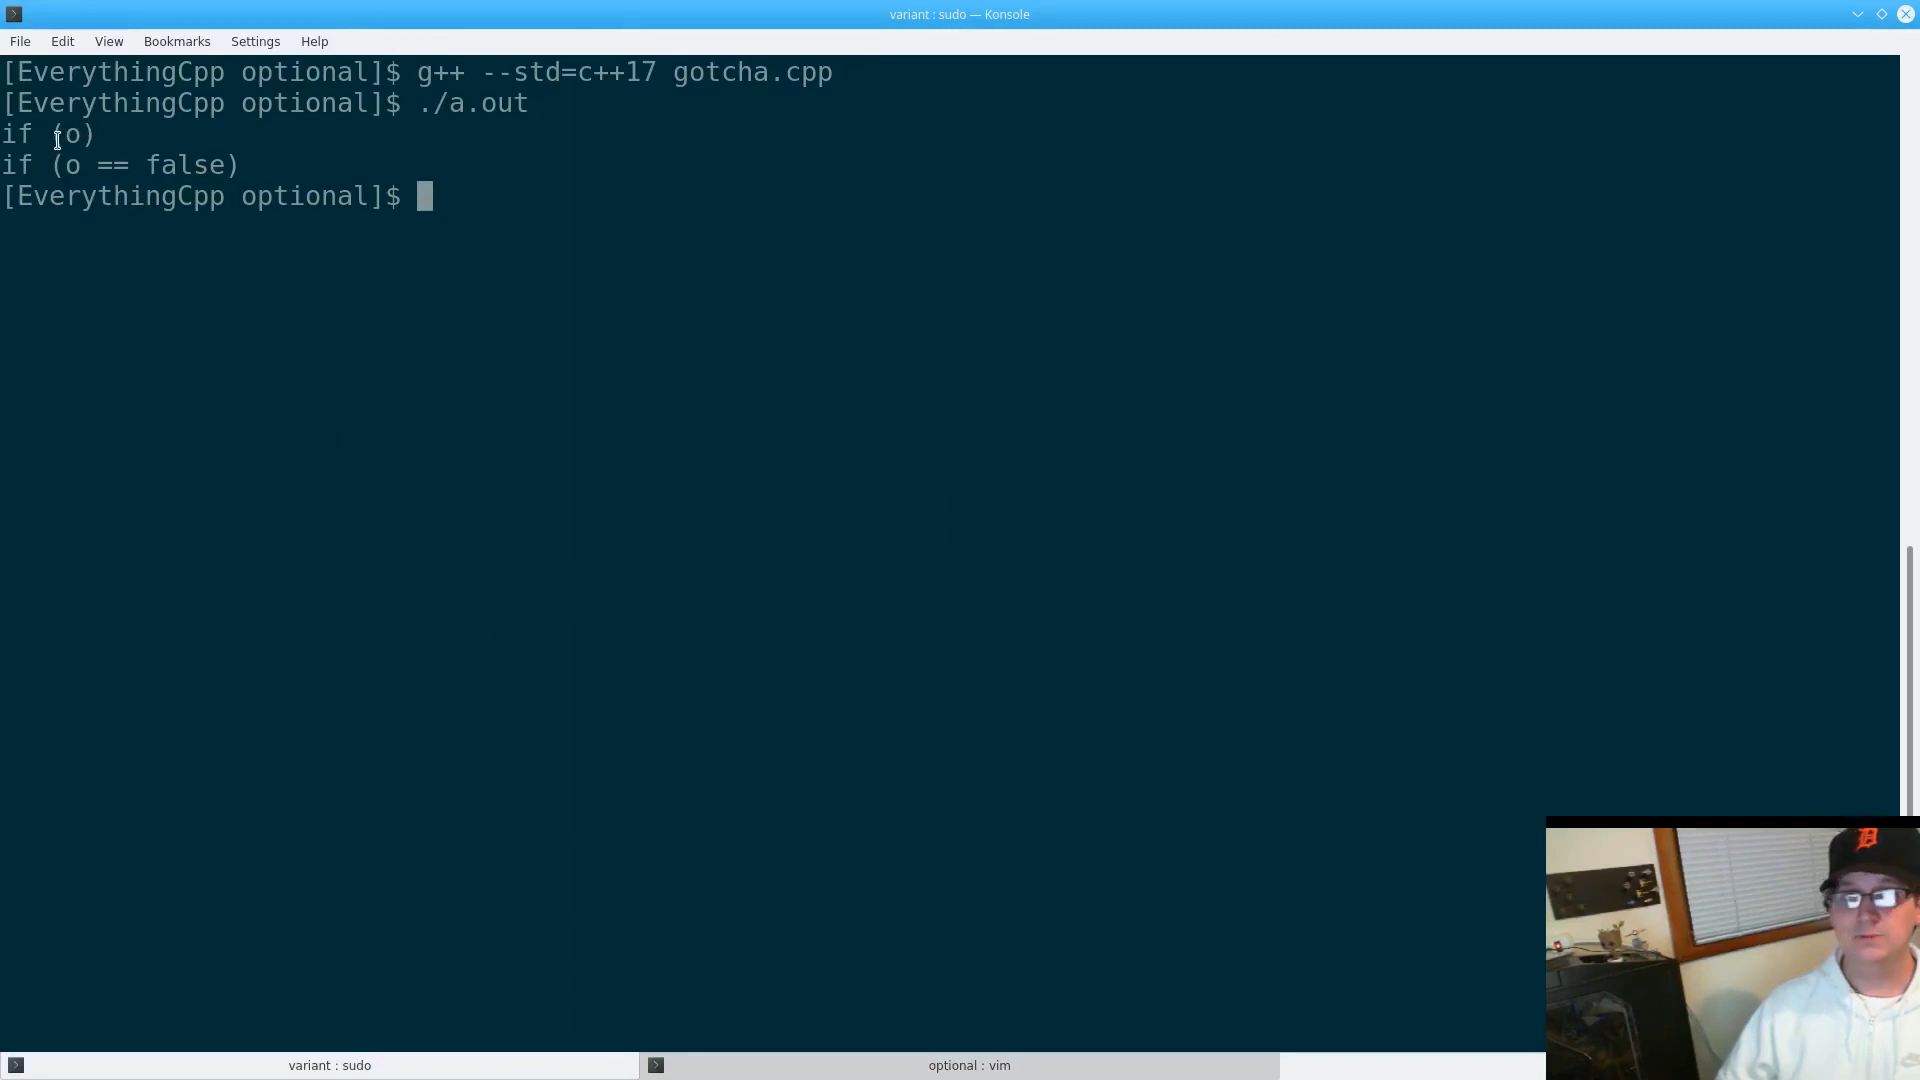 variant : sudo — Konsole
File Edit View Bookmarks Settings Help
[EverythingCpp optional]$ g++ --std=c++17 gotcha.cpp
[EverythingCpp optional]$ ./a.out
if (o)
if (o == false)
[EverythingCpp optional]$
D
variant : sudo
optional : vim